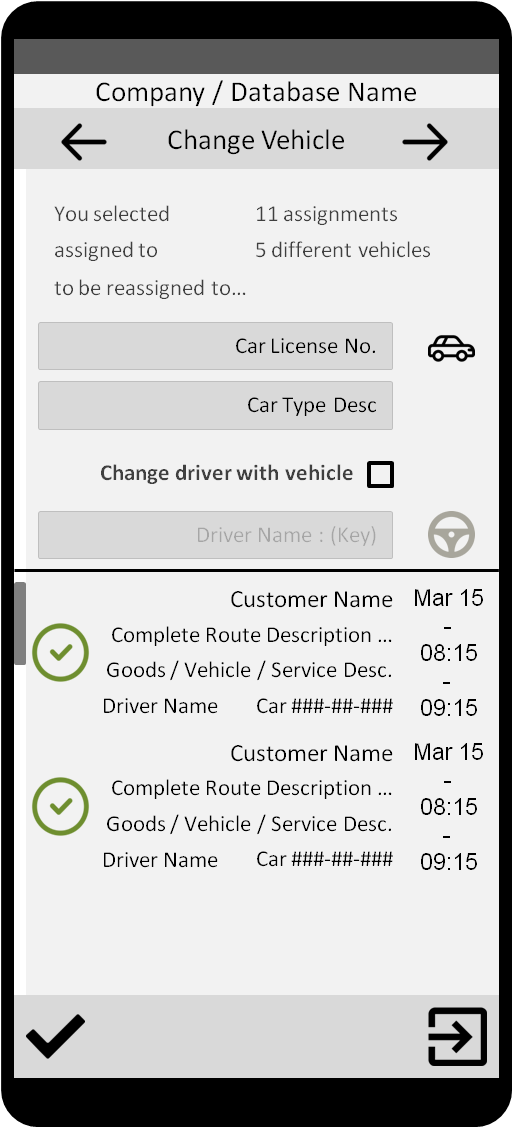 Company / Database Name
Change Vehicle
You selected 11 assignments
assigned to 5 different vehicles
to be reassigned to...
Car License No.
Car Type Desc
Change driver with vehicle
Driver Name : (Key)
Customer Name Mar 15
-
Complete Route Description ...
08:15
Goods / Vehicle / Service Desc.
-
Driver Name Car ###-##-### 09:15
Customer Name Mar 15
-
Complete Route Description ...
08:15
Goods / Vehicle / Service Desc.
-
Driver Name Car ###-##-### 09:15